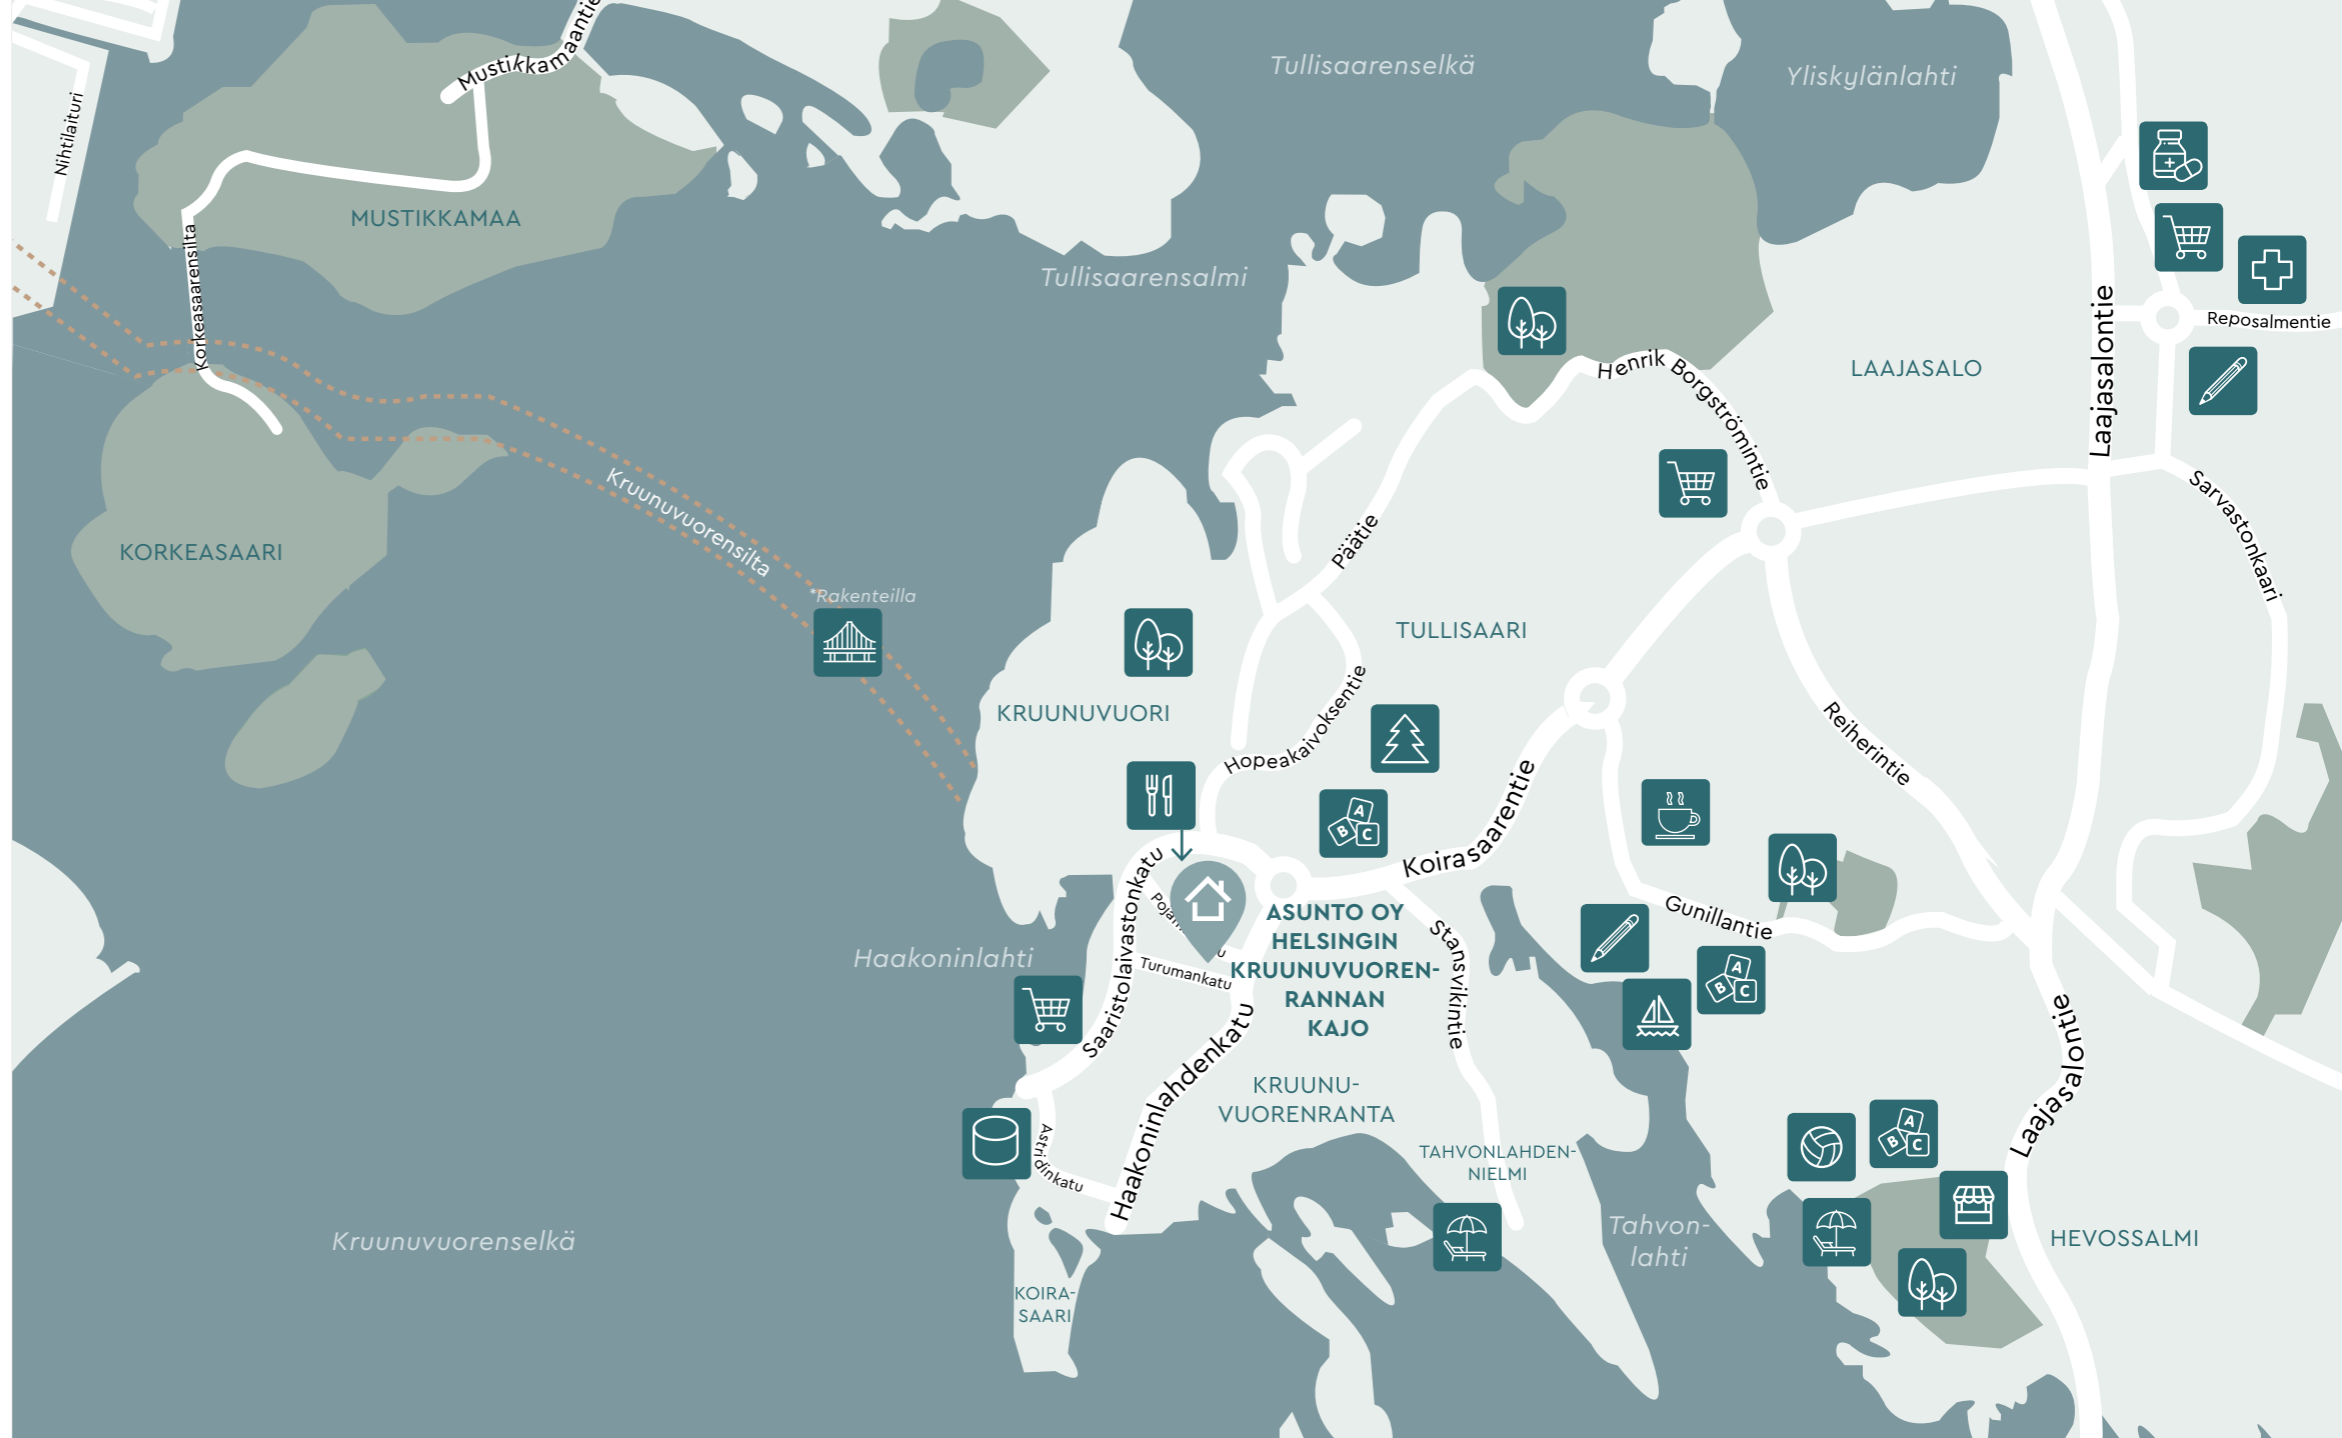 Mustikkamaantie
Tullisaarenselkä
Yliskylänlahti
Nihtilaituri
MUSTIKKAMAA
Korkeasaarensilta
Tullisaarensalmi
Laajasalontie
Reposalmentie
Henrik Borgströmintie
LAAJASALO
Kruunuvuorensilta
Sarvastonkaari
KORKEASAARI
Päätie
*Rakenteilla
TULLISAARI
KRUUNUVUORI
Hopeakaivoksentie
Reiherintie
A
B
C
Koirasaarentie
Saaristolaivastonkatu
Gunillantie
ASUNTO OY
HELSINGIN
KRUUNUVUOREN-
RANNAN
KAJO
Stansvikintie
Haakoninlahti
Turumankatu
A
B
C
Laajasalontie
Haakoninlahdenkatu
KRUUNU-
VUORENRANTA
Astridinkatu
TAHVONLAHDEN-
NIELMI
A
B
C
Kruunuvuorenselkä
Tahvon-
lahti
HEVOSSALMI
KOIRA-
SAARI